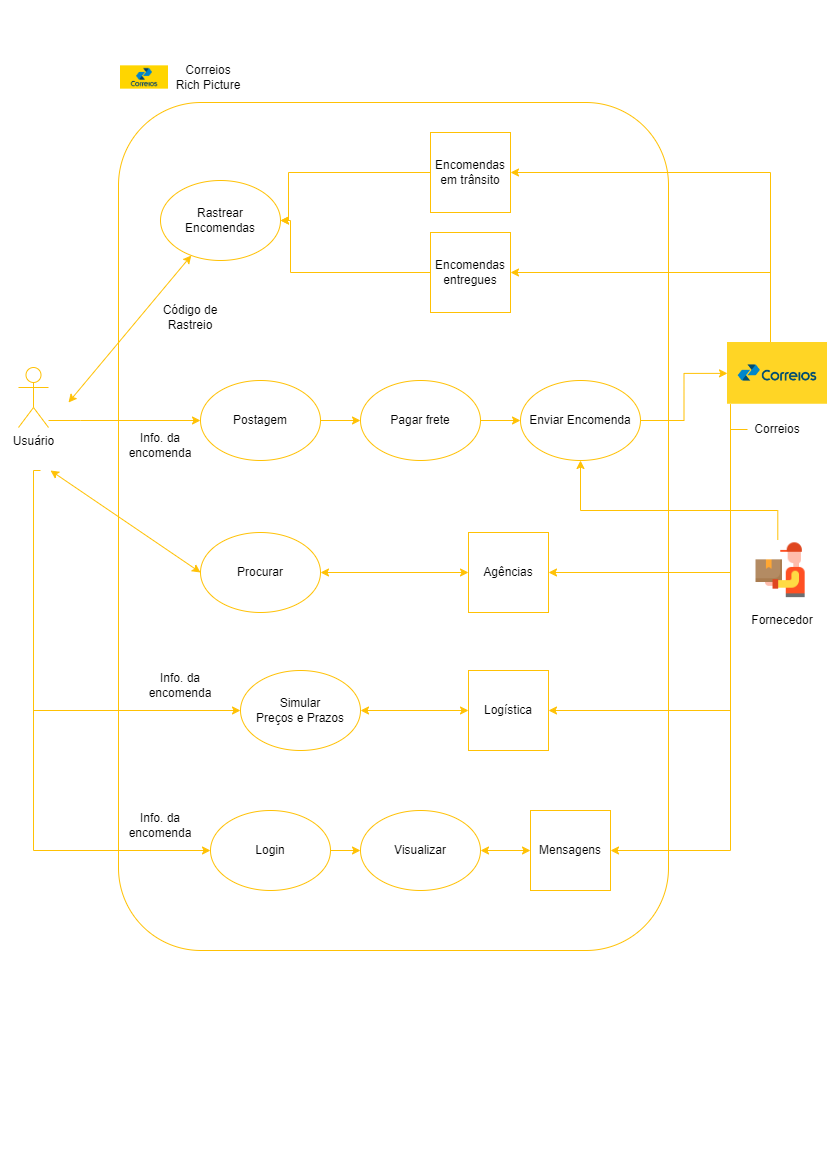 Correios
Correios
Rich Picture
Encomendas
em trânsito
Rastrear
Encomendas
Encomendas
entregues
Código de
Rastreio
Correios
Usuário
Info. da
encomenda
Postagem
Pagar frete
Enviar Encomenda
Correios
Procurar
Agências
Fornecedor
Info. da
encomenda
Simular
Preços e Prazos
Logística
Info. da
encomenda
Login
Visualizar
Mensagens